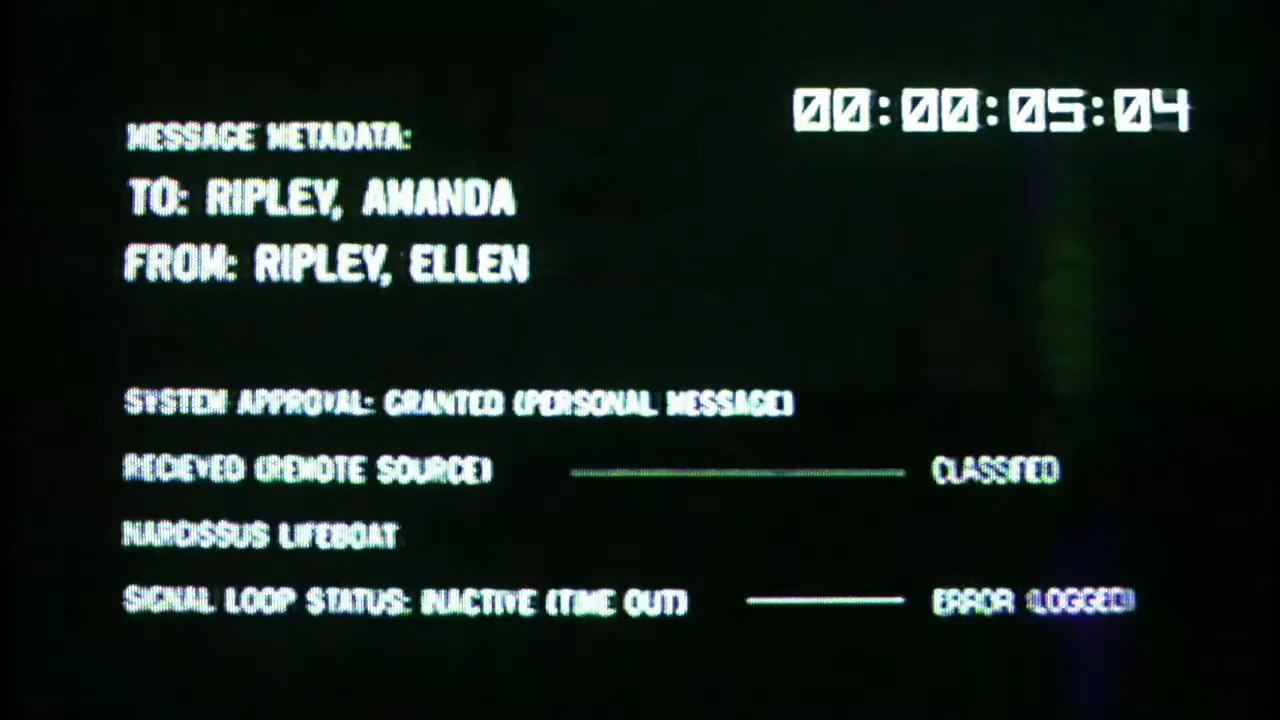 00:00:05:04
MESSAGE METADATA:
TO: RIPLEY, AMANDA
FROM: RIPLEY, ELLEN
SYSTEM APPROVAL: GRANTED (PERSONAL MESSAGE)
RECIEVED (REMOTE SOURCE) CLASSIFIED
NARCISSUS LIFEBOAT
SIGNAL LOOP STATUS: INACTIVE (TIME OUT) ERROR (LOGGED)